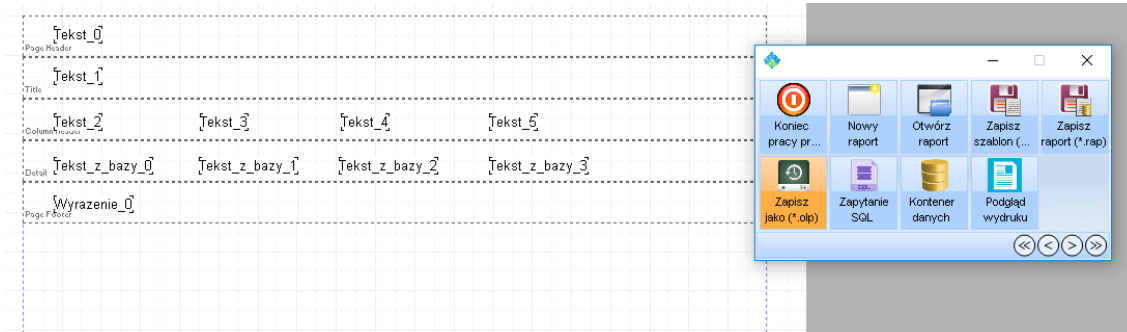 Tekst_0
Page Header
Tekst_1
Title
Tekst_2 Tekst_3 Tekst_4 Tekst_5
Column Header
Tekst_z_bazy_0 Tekst_z_bazy_1 Tekst_z_bazy_2 Tekst_z_bazy_3
Detail
Wyrazenie_0
Page Footer
Koniec pracy pr...
Nowy raport
Otwórz raport
Zapisz szablon (...
Zapisz raport (*.rap)
SQL
Zapisz jako (*.olp)
Zapytanie SQL
Kontener danych
Podgląd wydruku